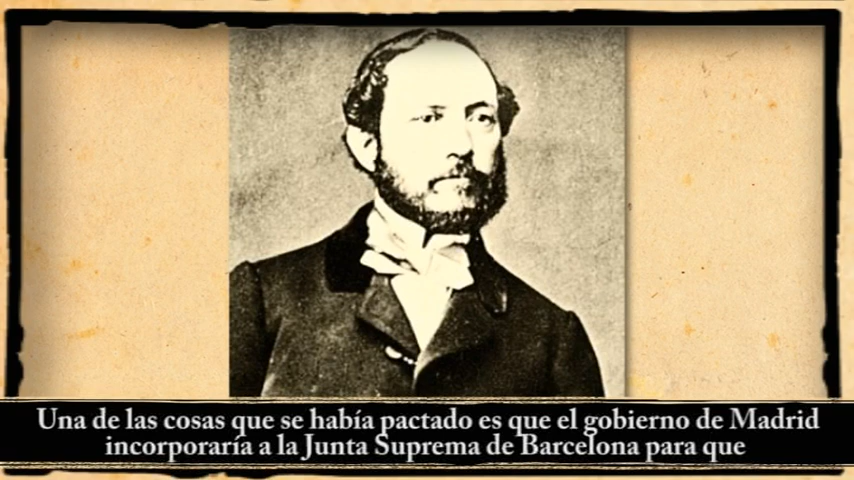 Una de las cosas que se había pactado es que el gobierno de Madrid
incorporaría a la Junta Suprema de Barcelona para que